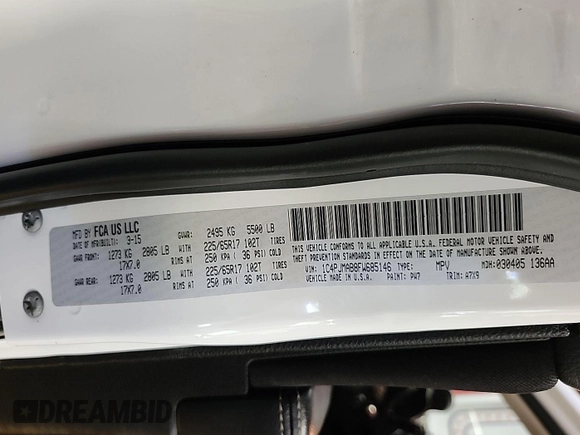 MFD BY FCA US LLC
DATE OF MFR(BUILT): 3-15 GVWR: 2495 KG 5500 LB
GAWR FRONT: 1273 KG 2805 LB WITH 225/65R17 102T TIRES
17X7.0 RIMS AT 250 KPA ( 36 PSI) COLD
GAWR REAR: 1273 KG 2805 LB WITH 225/65R17 102T TIRES
17X7.0 RIMS AT 250 KPA ( 36 PSI) COLD
THIS VEHICLE CONFORMS TO ALL APPLICABLE U.S.A. FEDERAL MOTOR VEHICLE SAFETY,
THEFT PREVENTION STANDARDS IN EFFECT ON THE DATE OF MANUFACTURE SHOWN ABOVE.
VIN: 1C4PJMAB8FW685146 TYPE: MPV MDH: 030405 136AA
VEHICLE MADE IN U.S.A. PAINT: PW7 TRIM: A7X9
DREAMBID